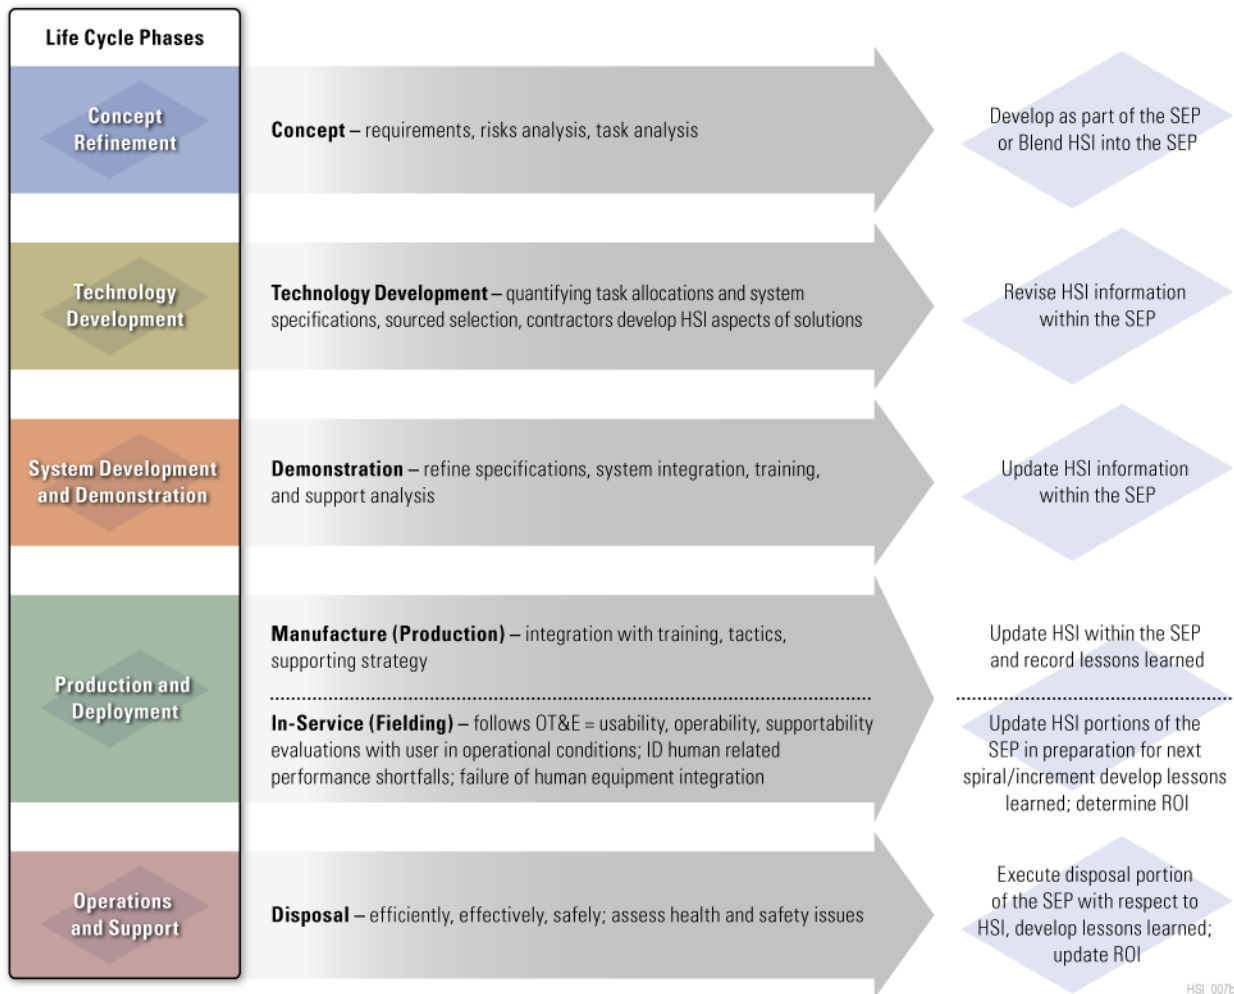 Life Cycle Phases
Concept
Refinement
Concept – requirements, risks analysis, task analysis
Develop as part of the SEP
or Blend HSI into the SEP
Technology
Development
Technology Development – quantifying task allocations and system
specifications, sourced selection, contractors develop HSI aspects of solutions
Revise HSI information
within the SEP
System Development
and Demonstration
Demonstration – refine specifications, system integration, training,
and support analysis
Update HSI information
within the SEP
Production and
Deployment
Manufacture (Production) – integration with training, tactics,
supporting strategy
Update HSI within the SEP
and record lessons learned
In-Service (Fielding) – follows OT&E = usability, operability, supportability
evaluations with user in operational conditions; ID human related
performance shortfalls; failure of human equipment integration
Update HSI portions of the
SEP in preparation for next
spiral/increment develop lessons
learned; determine ROI
Operations
and Support
Disposal – efficiently, effectively, safely; assess health and safety issues
Execute disposal portion
of the SEP with respect to
HSI, develop lessons learned;
update ROI
HSI_007b